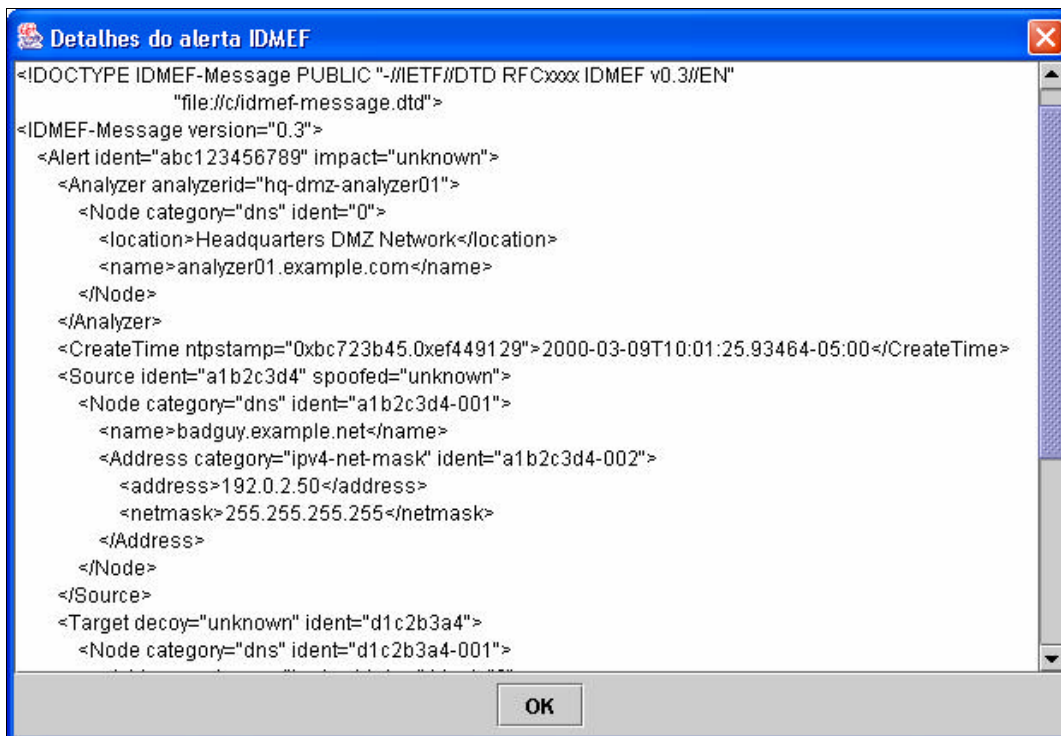 Detalhes do alerta IDMEF
<!DOCTYPE IDMEF-Message PUBLIC "-//IETF//DTD RFCxxxx IDMEF v0.3//EN"
"file://c/idmef-message.dtd">
<IDMEF-Message version="0.3">
<Alert ident="abc123456789" impact="unknown">
<Analyzer analyzerid="hq-dmz-analyzer01">
<Node category="dns" ident="0">
<location>Headquarters DMZ Network</location>
<name>analyzer01.example.com</name>
</Node>
</Analyzer>
<CreateTime ntpstamp="0xbc723b45.0xef449129">2000-03-09T10:01:25.93464-05:00</CreateTime>
<Source ident="a1b2c3d4" spoofed="unknown">
<Node category="dns" ident="a1b2c3d4-001">
<name>badguy.example.net</name>
<Address category="ipv4-net-mask" ident="a1b2c3d4-002">
<address>192.0.2.50</address>
<netmask>255.255.255.255</netmask>
</Address>
</Node>
</Source>
<Target decoy="unknown" ident="d1c2b3a4">
<Node category="dns" ident="d1c2b3a4-001">
OK